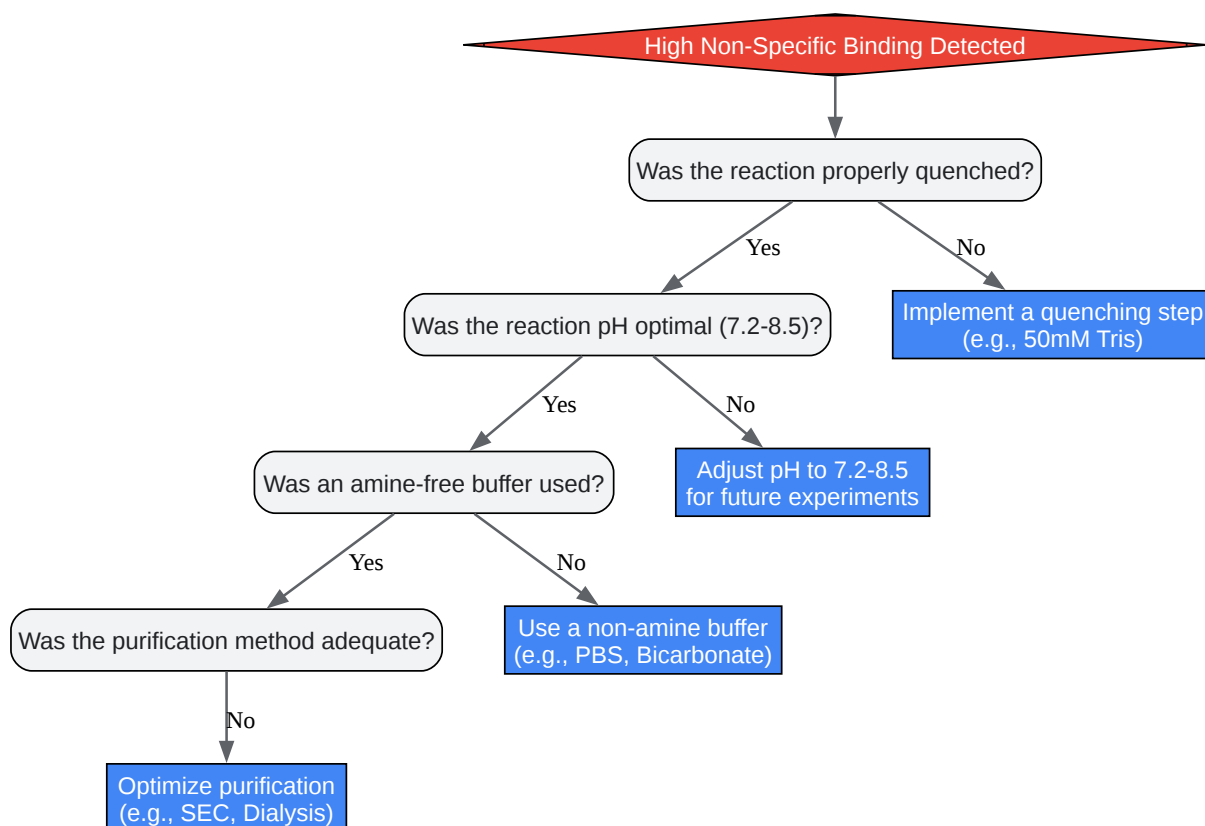 High Non-Specific Binding Detected
Was the reaction properly quenched?
Yes
No
Implement a quenching step
(e.g., 50mM Tris)
Was the reaction pH optimal (7.2-8.5)?
Yes
No
Adjust pH to 7.2-8.5
for future experiments
Was an amine-free buffer used?
Yes
No
Use a non-amine buffer
(e.g., PBS, Bicarbonate)
Was the purification method adequate?
No
Optimize purification
(e.g., SEC, Dialysis)